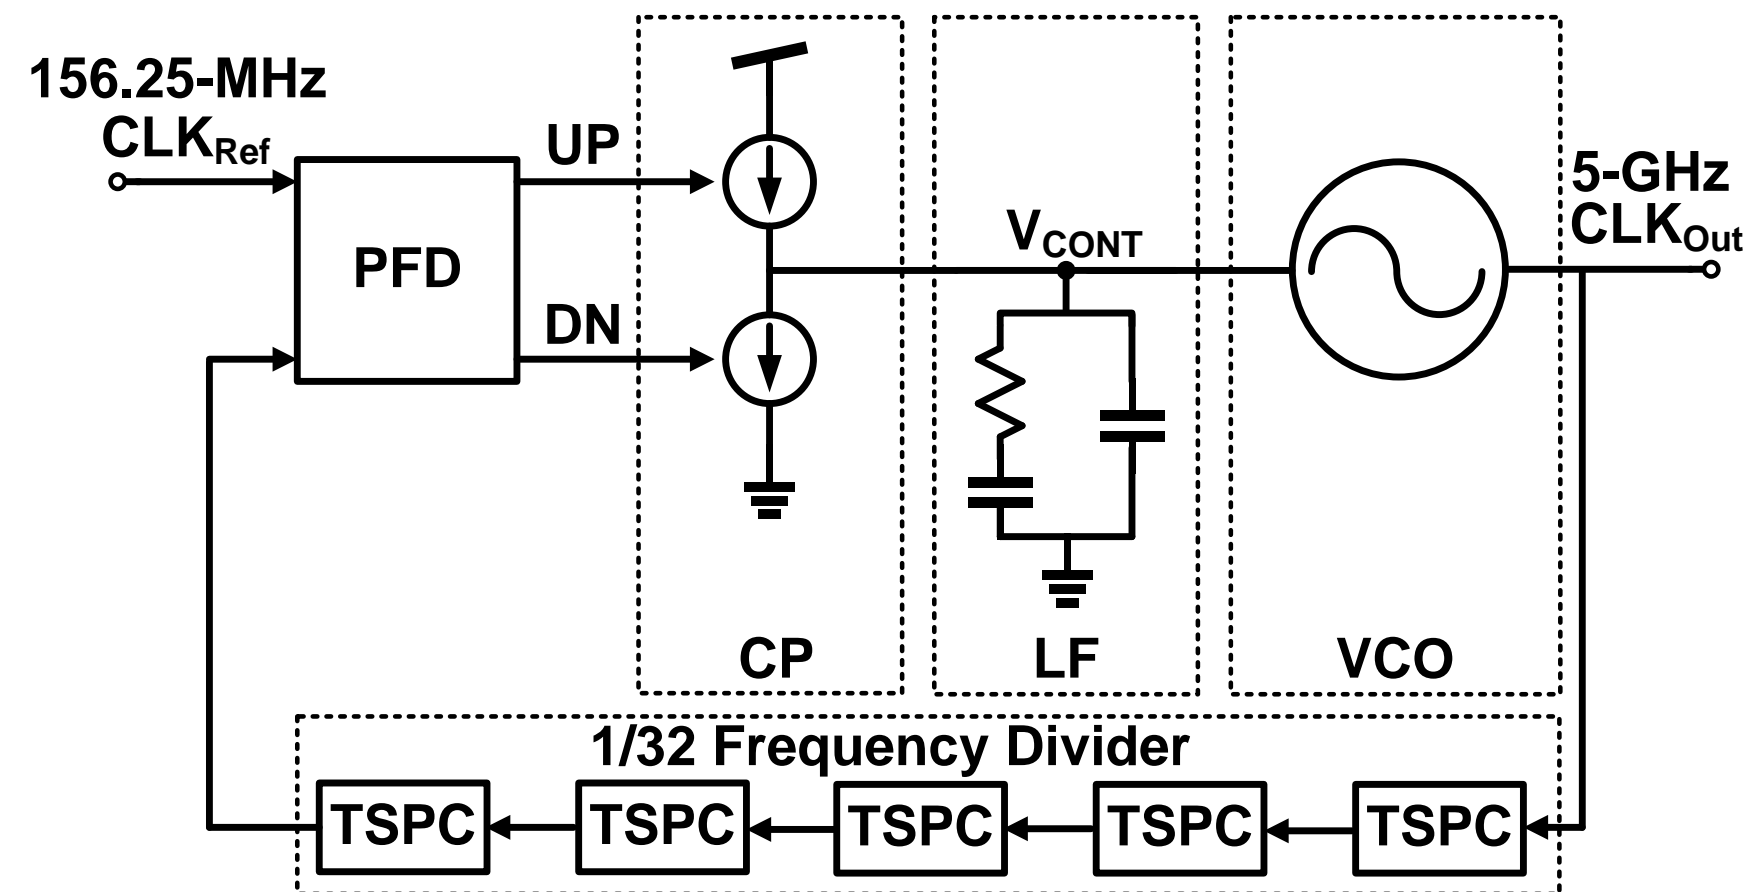 156.25-MHz
CLKRef
UP
PFD
DN
VCONT
5-GHz
CLKOut
CP
LF
VCO
1/32 Frequency Divider
TSPC
TSPC
TSPC
TSPC
TSPC